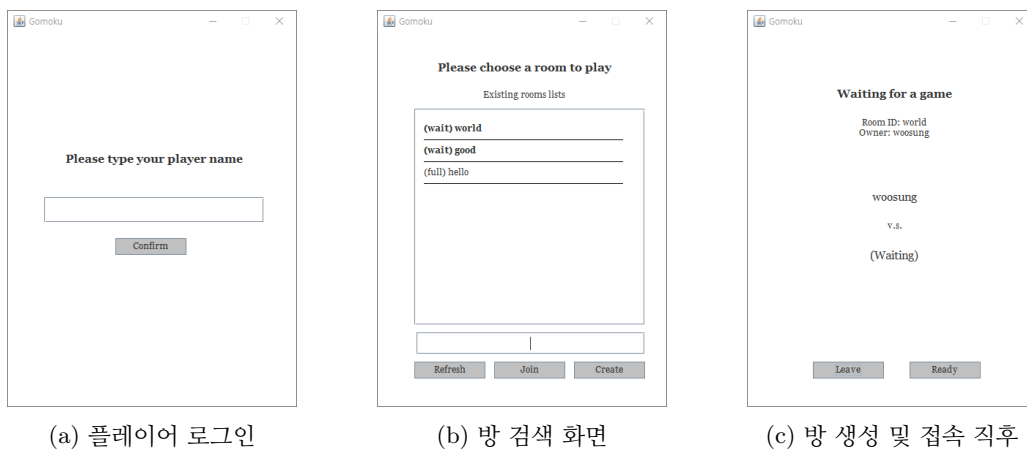 Gomoku
Please type your player name
Confirm
(a) 플레이어 로그인
Gomoku
Please choose a room to play
Existing rooms lists
(wait) world
(wait) good
(full) hello
Refresh
Join
Create
(b) 방 검색 화면
Gomoku
Waiting for a game
Room ID: world
Owner: woosung
woosung
v.s.
(Waiting)
Leave
Ready
(c) 방 생성 및 접속 직후